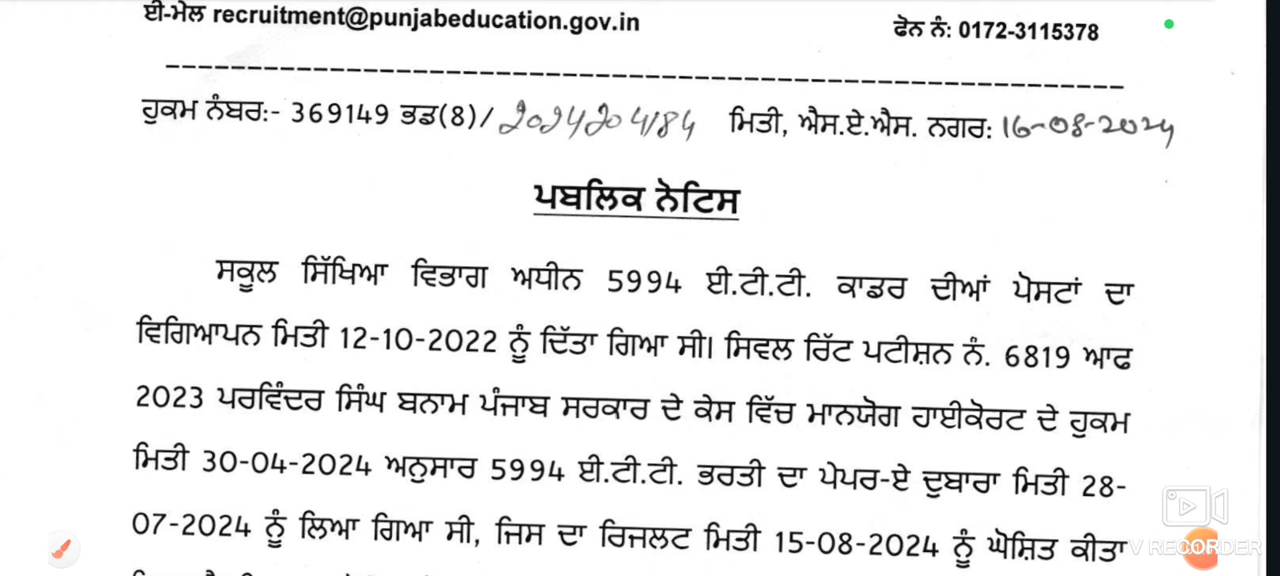 ਈ-ਮੇਲ recruitment@punjabeducation.gov.in ਫੋਨ ਨੰ: 0172-3115378
ਹੁਕਮ ਨੰਬਰ:- 369149 ਭਡ(8)/2024204184 ਮਿਤੀ, ਐਸ.ਏ.ਐਸ. ਨਗਰ: 16-08-2024
ਪਬਲਿਕ ਨੋਟਿਸ
ਸਕੂਲ ਸਿੱਖਿਆ ਵਿਭਾਗ ਅਧੀਨ 5994 ਈ.ਟੀ.ਟੀ. ਕਾਡਰ ਦੀਆਂ ਪੋਸਟਾਂ ਦਾ
ਵਿਗਿਆਪਨ ਮਿਤੀ 12-10-2022 ਨੂੰ ਦਿੱਤਾ ਗਿਆ ਸੀ। ਸਿਵਲ ਰਿੱਟ ਪਟੀਸ਼ਨ ਨੰ. 6819 ਆਫ
2023 ਪਰਵਿੰਦਰ ਸਿੰਘ ਬਨਾਮ ਪੰਜਾਬ ਸਰਕਾਰ ਦੇ ਕੇਸ ਵਿੱਚ ਮਾਨਯੋਗ ਹਾਈਕੋਰਟ ਦੇ ਹੁਕਮ
ਮਿਤੀ 30-04-2024 ਅਨੁਸਾਰ 5994 ਈ.ਟੀ.ਟੀ. ਭਰਤੀ ਦਾ ਪੇਪਰ-ਏ ਦੁਬਾਰਾ ਮਿਤੀ 28-
07-2024 ਨੂੰ ਲਿਆ ਗਿਆ ਸੀ, ਜਿਸ ਦਾ ਰਿਜਲਟ ਮਿਤੀ 15-08-2024 ਨੂੰ ਘੋਸ਼ਿਤ ਕੀਤਾ
V RECORDER